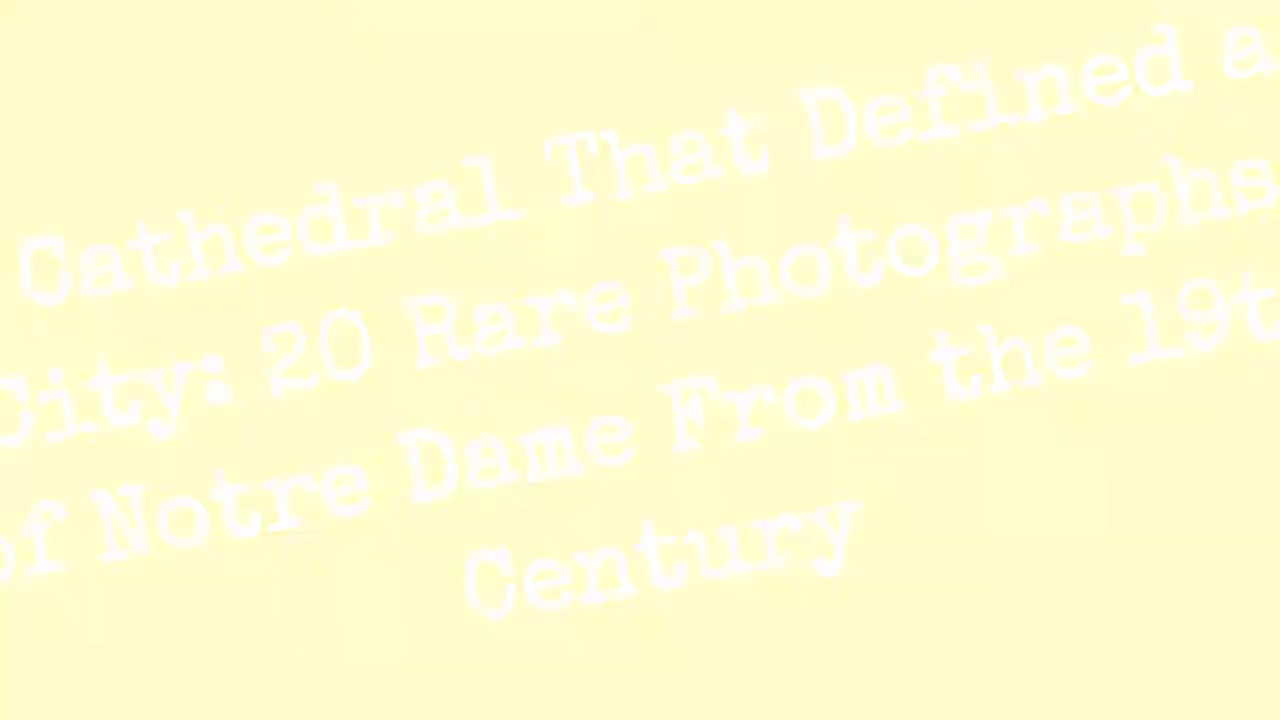 Cathedral That Defined a
City: 20 Rare Photographs
of Notre Dame From the 19t
Century